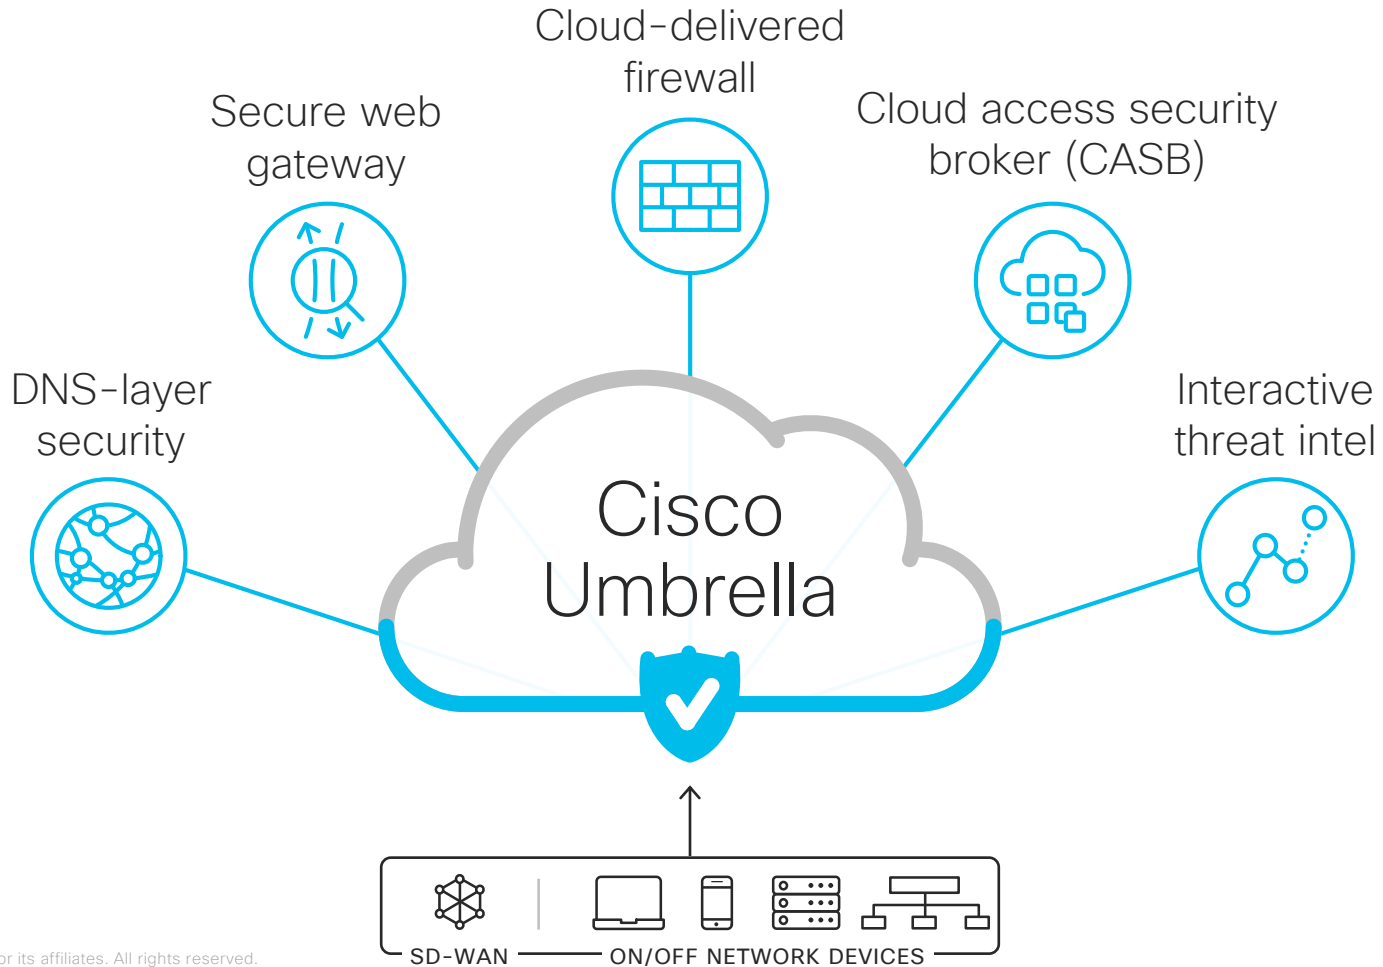 Cloud-delivered
firewall
Secure web
gateway
Cloud access security
broker (CASB)
DNS-layer
security
Interactive
threat intel
Cisco
Umbrella
SD-WAN
ON/OFF NETWORK DEVICES
or its affiliates. All rights reserved.